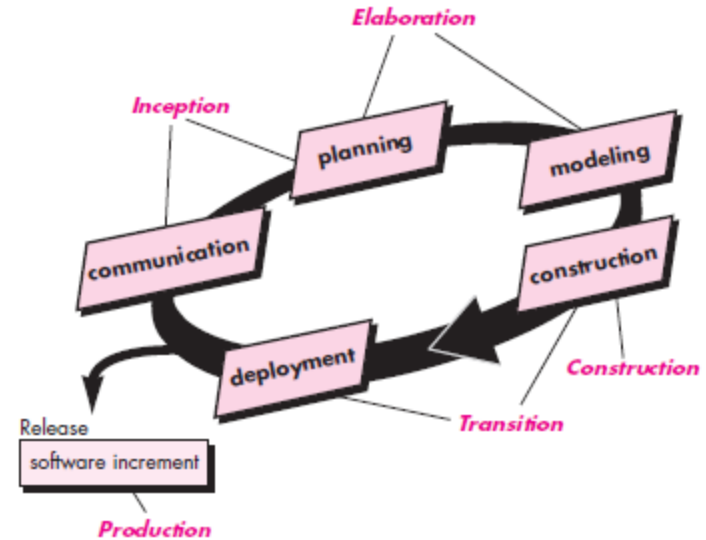 Elaboration
Inception
planning
modeling
communication
construction
deployment
Construction
Transition
Release
software increment
Production